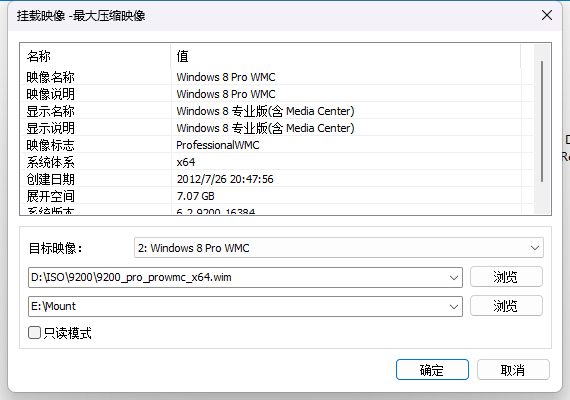 挂载映像 -最大压缩映像
名称 值
映像名称 Windows 8 Pro WMC
映像说明 Windows 8 Pro WMC
显示名称 Windows 8 专业版(含 Media Center)
显示说明 Windows 8 专业版(含 Media Center)
映像标志 ProfessionalWMC
系统体系 x64
创建日期 2012/7/26 20:47:56
展开空间 7.07 GB
系统版本 6.2.9200.16384
目标映像: 2: Windows 8 Pro WMC
D:\ISO\9200\9200_pro_prowmc_x64.wim 浏览
E:\Mount 浏览
只读模式
确定 取消